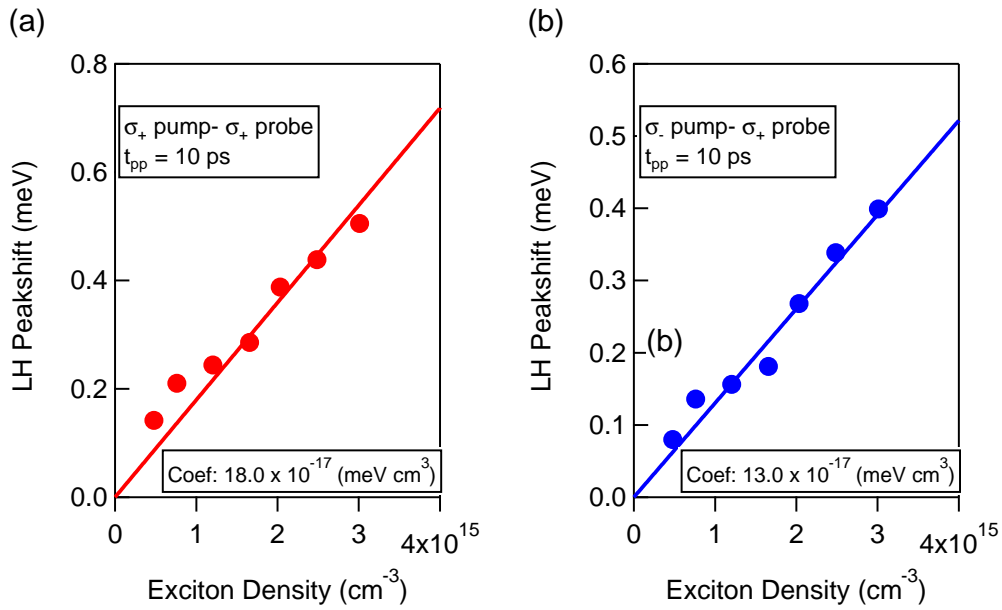 (a)
0.8
0.6
0.4
0.2
0.0
LH Peakshift (meV)
σ₊ pump- σ₊ probe
tₚₚ = 10 ps
Coef: 18.0 x 10⁻¹⁷ (meV cm³)
0 1 2 3 4x10¹⁵
Exciton Density (cm⁻³)
(b)
0.6
0.5
0.4
0.3
0.2
0.1
0.0
LH Peakshift (meV)
σ₋ pump- σ₊ probe
tₚₚ = 10 ps
(b)
Coef: 13.0 x 10⁻¹⁷ (meV cm³)
0 1 2 3 4x10¹⁵
Exciton Density (cm⁻³)